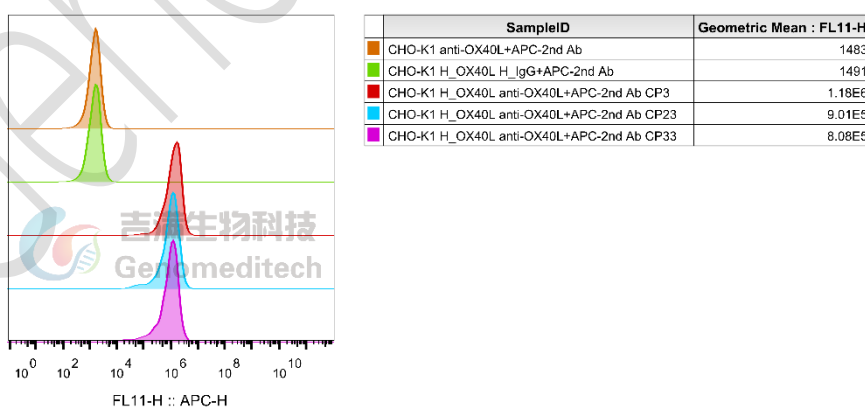 SampleID Geometric Mean : FL11-H
CHO-K1 anti-OX40L+APC-2nd Ab 1483
CHO-K1 H_OX40L H_IgG+APC-2nd Ab 1491
CHO-K1 H_OX40L anti-OX40L+APC-2nd Ab CP3 1.18E6
CHO-K1 H_OX40L anti-OX40L+APC-2nd Ab CP23 9.01E5
CHO-K1 H_OX40L anti-OX40L+APC-2nd Ab CP33 8.08E5
吉满生物科技
Genomeditech
10^0 10^2 10^4 10^6 10^8 10^10
FL11-H :: APC-H